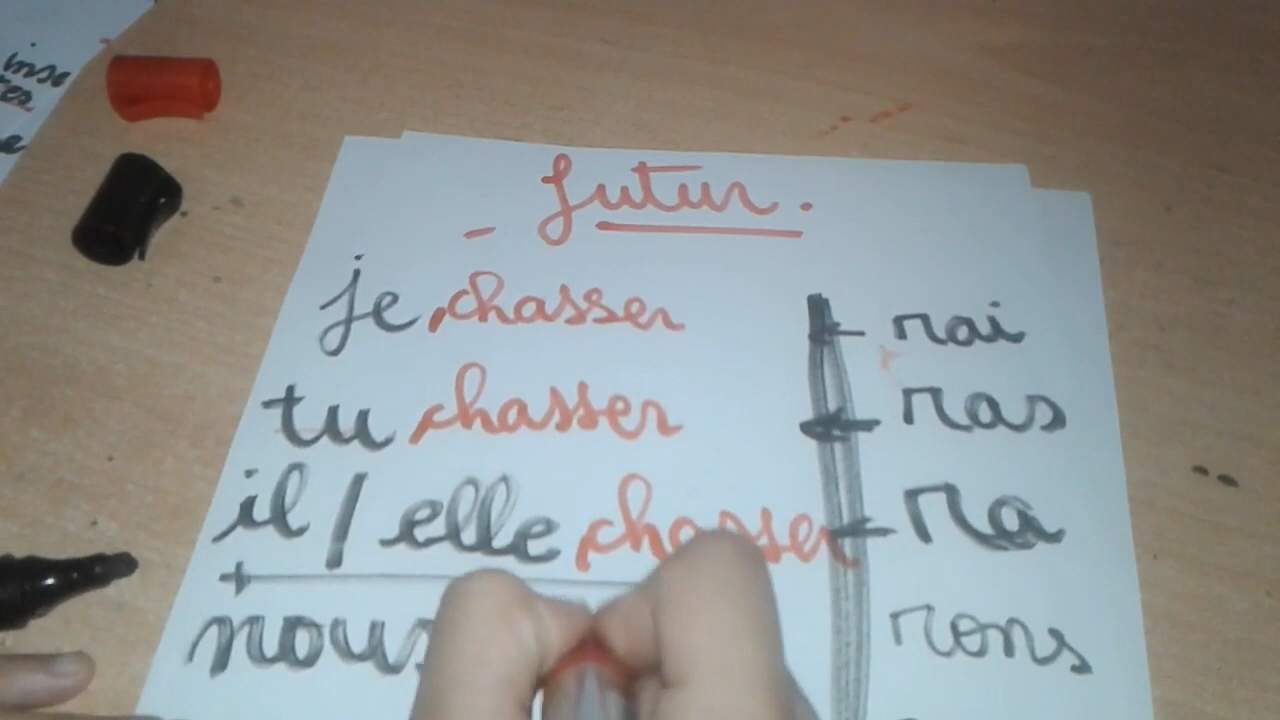 futur.
je chasser rai
tu chasser ras
il / elle chasser ra
nous rons